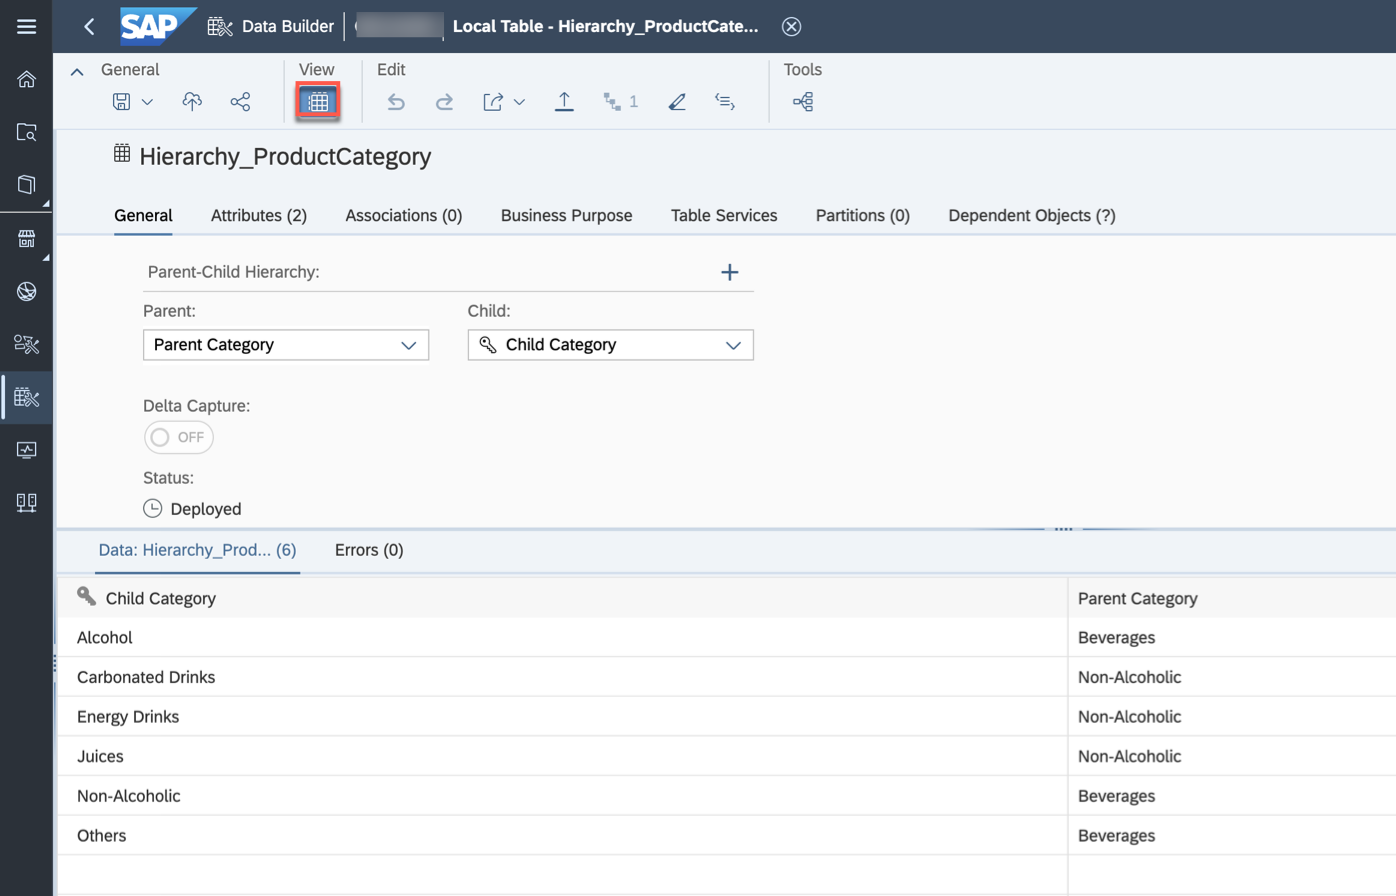 SAP Data Builder Local Table - Hierarchy_ProductCate...
General View Edit Tools
1
Hierarchy_ProductCategory
General Attributes (2) Associations (0) Business Purpose Table Services Partitions (0) Dependent Objects (?)
Parent-Child Hierarchy:
Parent: Child:
Parent Category Child Category
Delta Capture:
OFF
Status:
Deployed
Data: Hierarchy_Prod... (6) Errors (0)
Child Category Parent Category
Alcohol Beverages
Carbonated Drinks Non-Alcoholic
Energy Drinks Non-Alcoholic
Juices Non-Alcoholic
Non-Alcoholic Beverages
Others Beverages